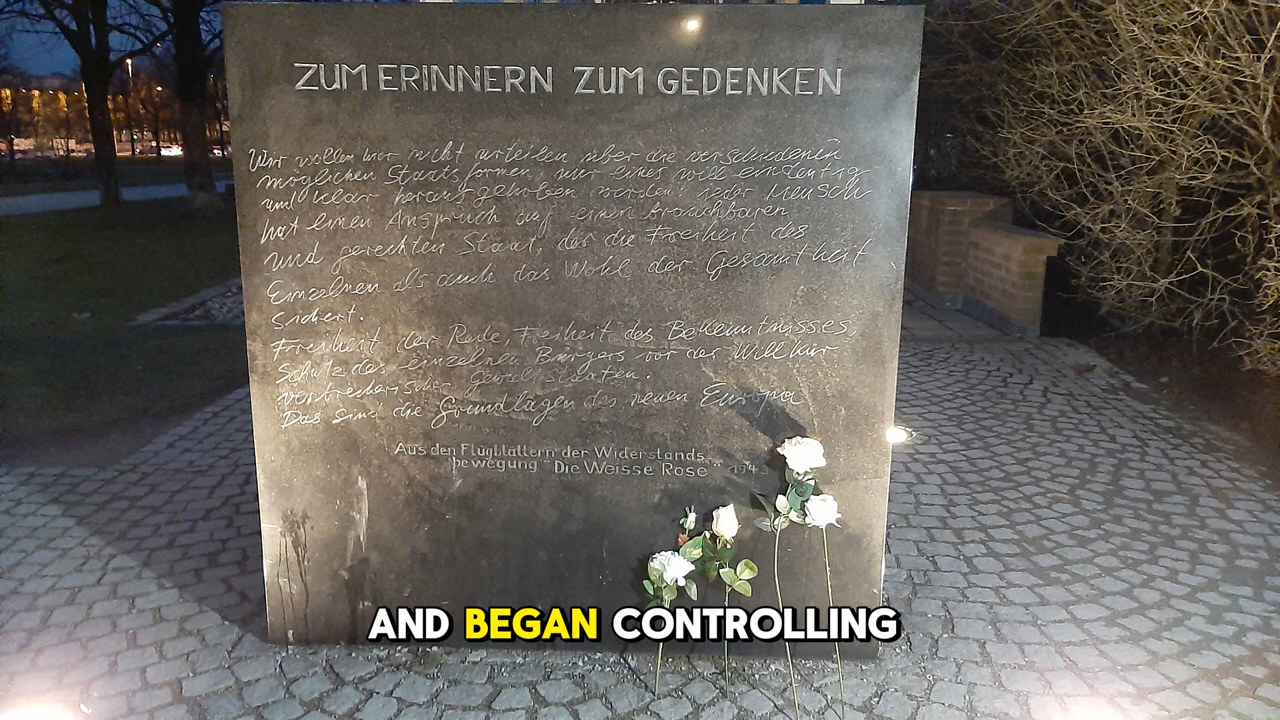 ZUM ERINNERN ZUM GEDENKEN
Wir wollen hier nicht urteilen über die verschiedenen
möglichen Staatsformen, nur eines will eindeutig
und klar herausgehoben werden: jeder Mensch
hat einen Anspruch auf einen brauchbaren
und gerechten Staat, der die Freiheit des
Einzelnen als auch das Wohl der Gesamtheit
sichert.
Freiheit der Rede, Freiheit des Bekenntnisses,
Schutz des einzelnen Bürgers vor der Willkür
verbrecherischer Gewaltstaaten.
Das sind die Grundlagen des neuen Europa
Aus den Flugblättern der Widerstands-
bewegung "Die Weisse Rose" 1943
AND BEGAN CONTROLLING